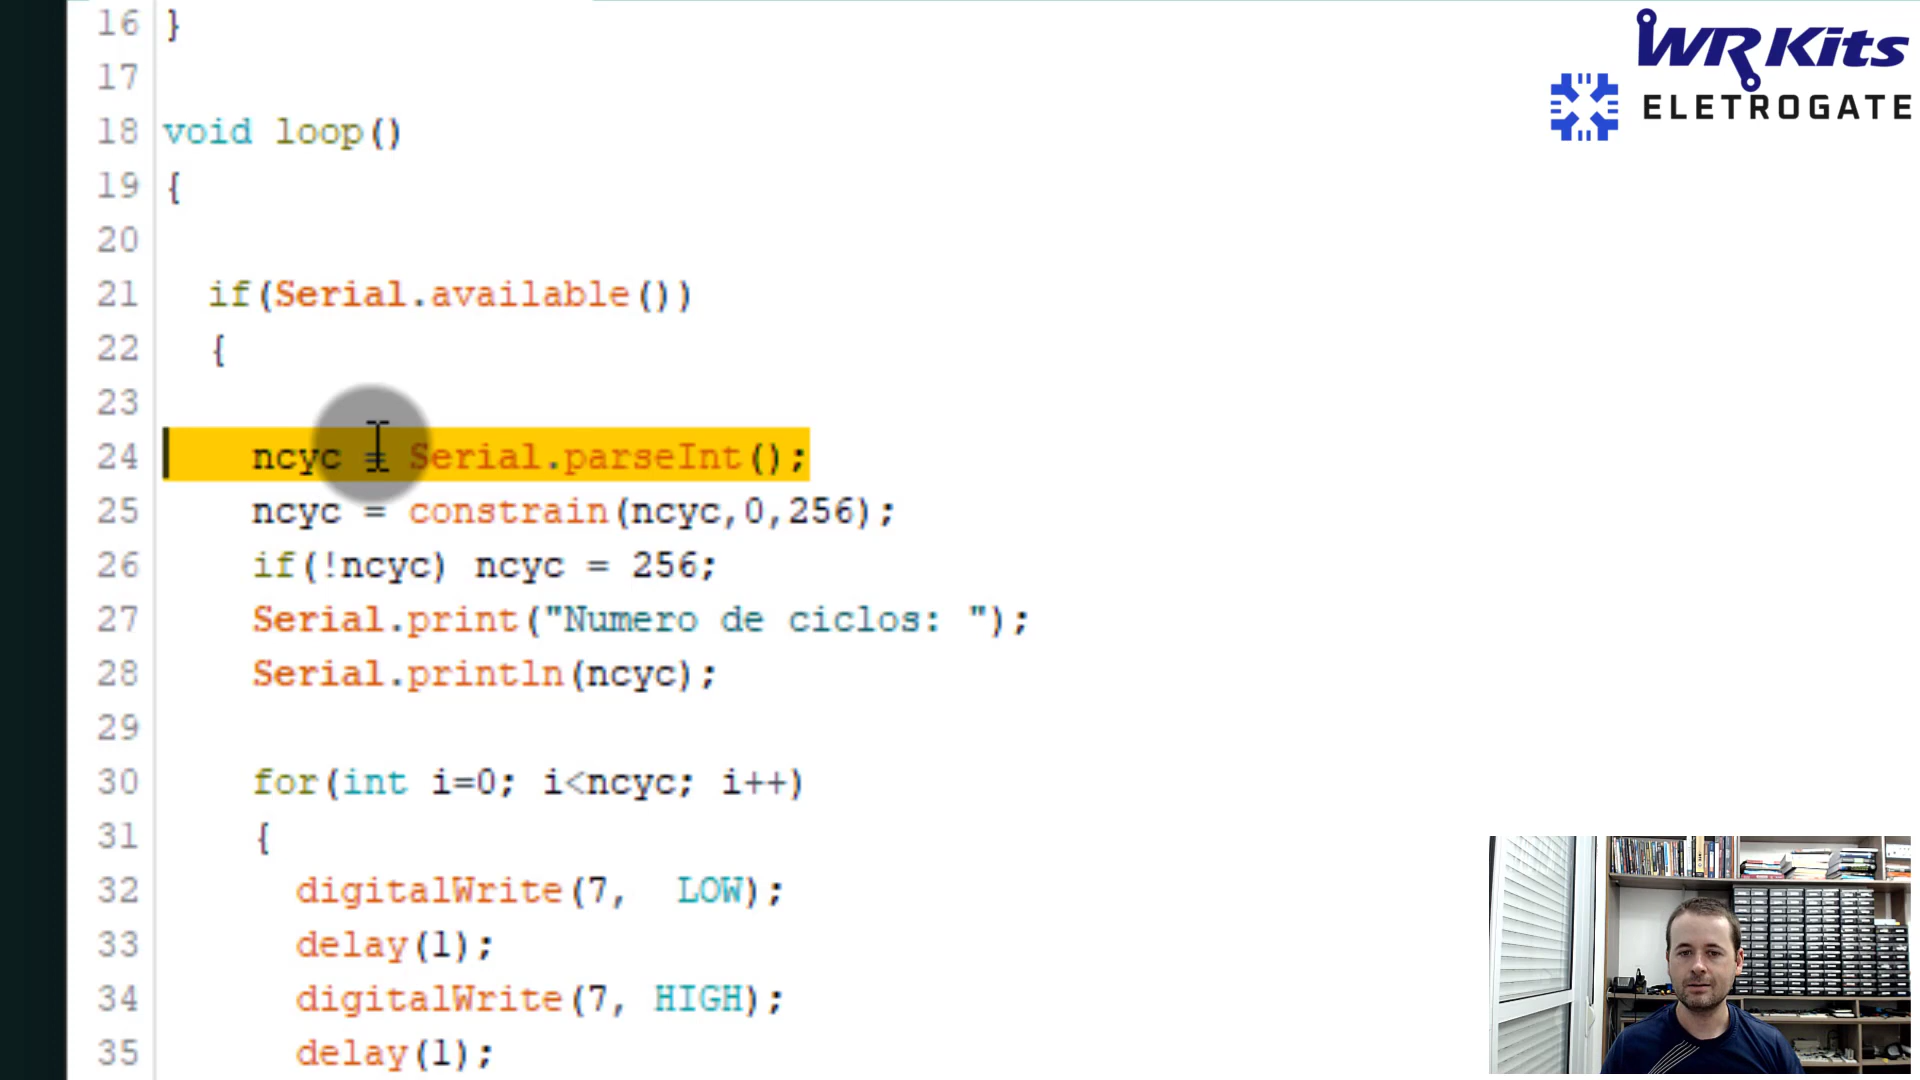 16 }
17
18 void loop()
19 {
20
21 if(Serial.available())
22 {
23
24 ncyc = Serial.parseInt();
25 ncyc = constrain(ncyc,0,256);
26 if(!ncyc) ncyc = 256;
27 Serial.print("Numero de ciclos: ");
28 Serial.println(ncyc);
29
30 for(int i=0; i<ncyc; i++)
31 {
32 digitalWrite(7,  LOW);
33 delay(1);
34 digitalWrite(7, HIGH);
35 delay(1);
WR Kits
ELETROGATE